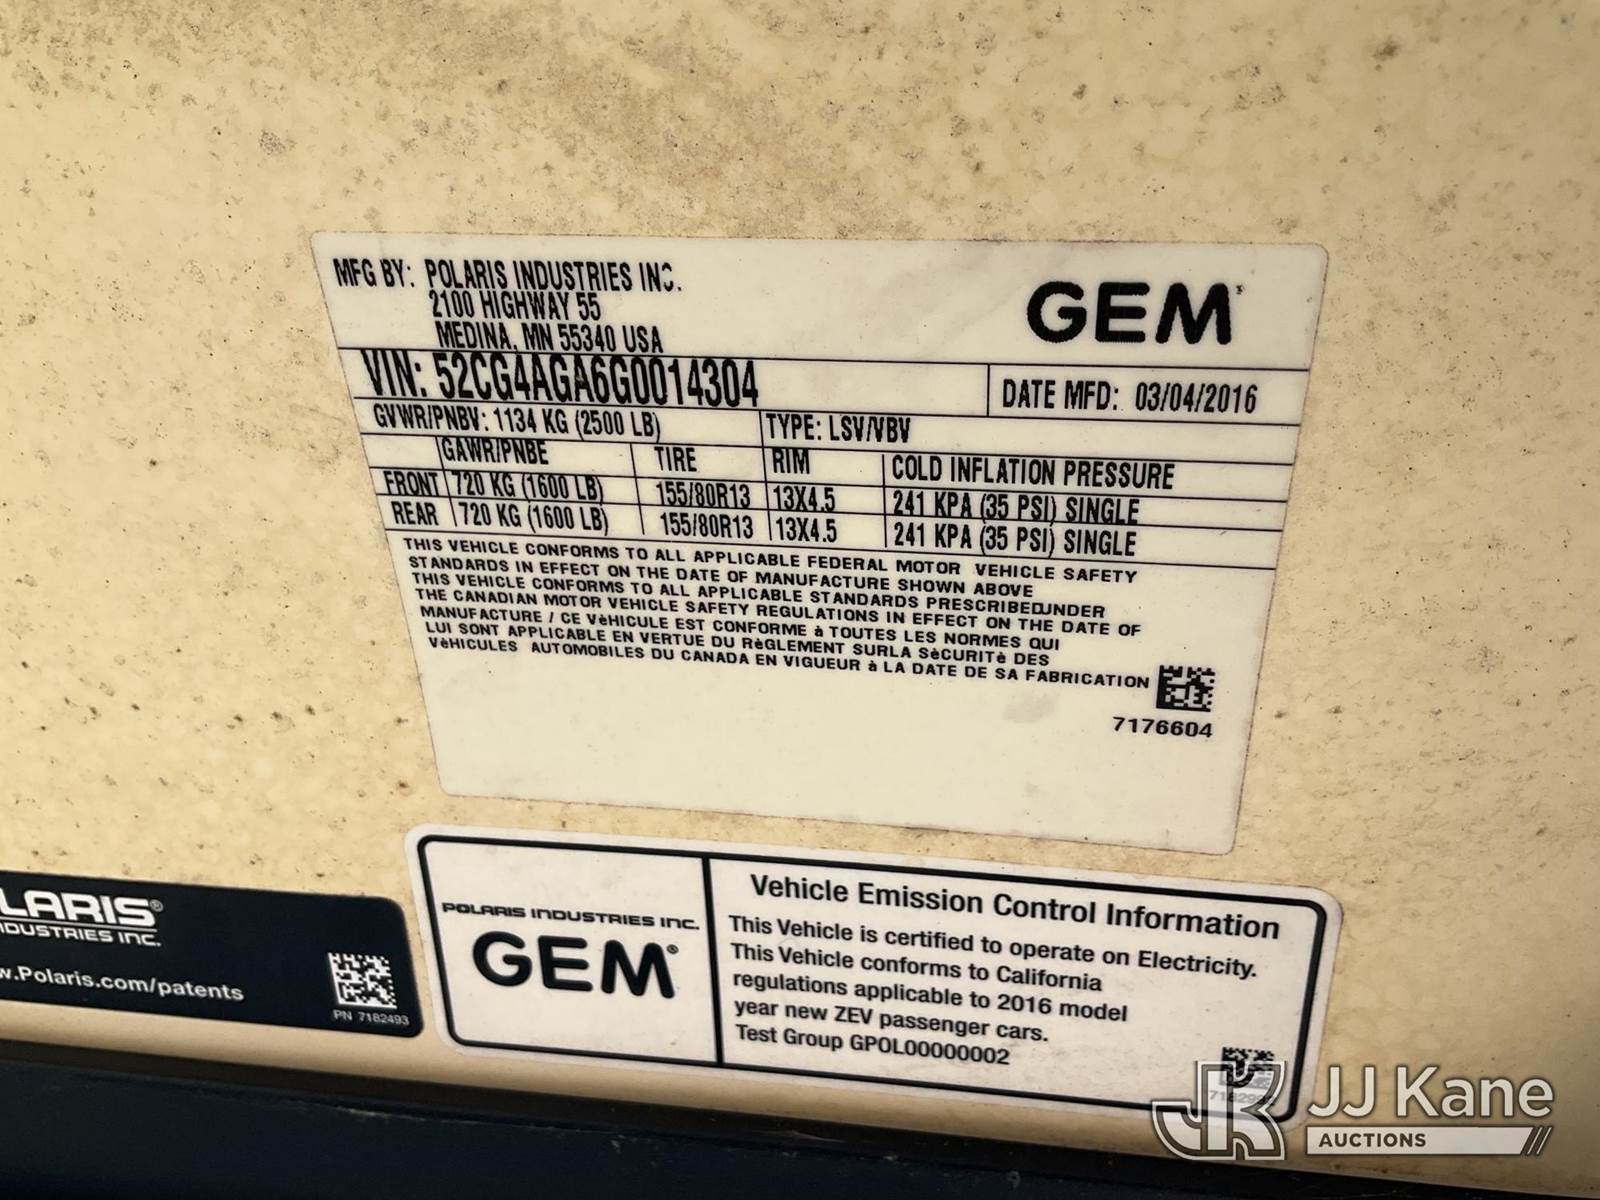 MFG BY: POLARIS INDUSTRIES INC.
2100 HIGHWAY 55
MEDINA, MN 55340 USA
GEM
VIN: 52CG4AGA6G0014304
DATE MFD: 03/04/2016
GVWR/PNBV: 1134 KG (2500 LB)
TYPE: LSV/VBV
GAWR/PNBE TIRE RIM COLD INFLATION PRESSURE
FRONT 720 KG (1600 LB) 155/80R13 13X4.5 241 KPA (35 PSI) SINGLE
REAR 720 KG (1600 LB) 155/80R13 13X4.5 241 KPA (35 PSI) SINGLE
THIS VEHICLE CONFORMS TO ALL APPLICABLE FEDERAL MOTOR VEHICLE SAFETY
STANDARDS IN EFFECT ON THE DATE OF MANUFACTURE SHOWN ABOVE
THIS VEHICLE CONFORMS TO ALL APPLICABLE STANDARDS PRESCRIBED UNDER
THE CANADIAN MOTOR VEHICLE SAFETY REGULATIONS IN EFFECT ON THE DATE OF
MANUFACTURE / CE VèHICULE EST CONFORME à TOUTES LES NORMES QUI
LUI SONT APPLICABLE EN VERTUE DU RèGLEMENT SURLA SèCURITè DES
VèHICULES AUTOMOBILES DU CANADA EN VIGUEUR à LA DATE DE SA FABRICATION
7176604
LARIS®
INDUSTRIES INC.
w.Polaris.com/patents
PN 7182493
POLARIS INDUSTRIES INC.
GEM®
Vehicle Emission Control Information
This Vehicle is certified to operate on Electricity.
This Vehicle conforms to California
regulations applicable to 2016 model
year new ZEV passenger cars.
Test Group GPOL00000002
JJ Kane
AUCTIONS